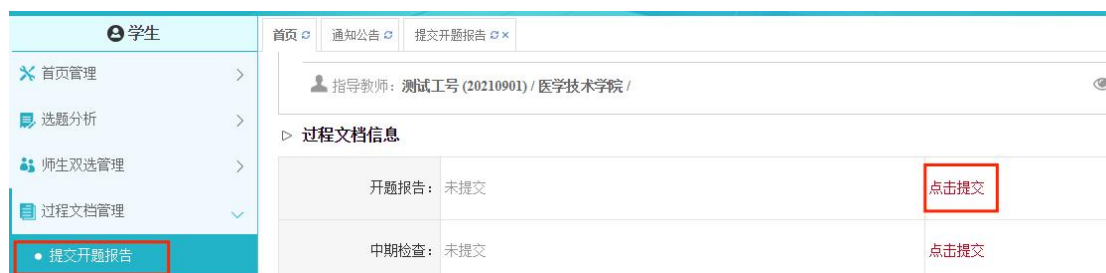 学生
首页 通知公告 提交开题报告
首页管理
指导教师：测试工号 (20210901) / 医学技术学院 /
选题分析
过程文档信息
师生双选管理
开题报告： 未提交 点击提交
过程文档管理
提交开题报告
中期检查： 未提交 点击提交